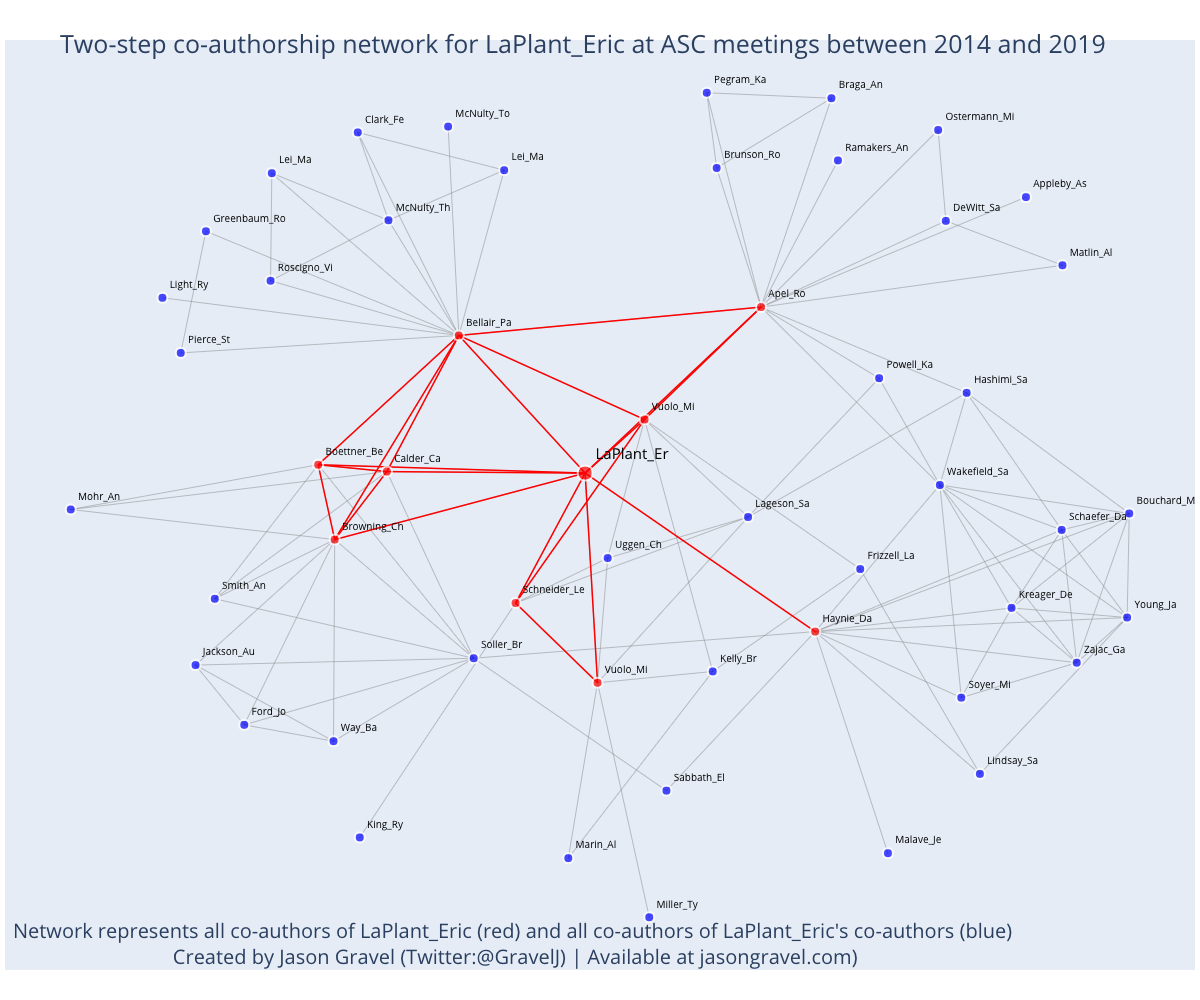 Two-step co-authorship network for LaPlant_Eric at ASC meetings between 2014 and 2019
Pegram_Ka
Braga_An
Clark_Fe
McNulty_To
Ostermann_Mi
Lei_Ma
Lei_Ma
Brunson_Ro
Ramakers_An
Appleby_As
Greenbaum_Ro
McNulty_Th
DeWitt_Sa
Roscigno_Vi
Matlin_Al
Light_Ry
Apel_Ro
Bellair_Pa
Pierce_St
Powell_Ka
Hashimi_Sa
Vuolo_Mi
Boettner_Be
Calder_Ca
LaPlant_Er
Wakefield_Sa
Mohr_An
Lageson_Sa
Bouchard_M
Schaefer_Da
Browning_Ch
Uggen_Ch
Frizzell_La
Smith_An
Schneider_Le
Kreager_De
Young_Ja
Haynie_Da
Jackson_Au
Soller_Br
Kelly_Br
Zajac_Ga
Vuolo_Mi
Soyer_Mi
Ford_Jo
Way_Ba
Lindsay_Sa
Sabbath_El
King_Ry
Marin_Al
Malave_Je
Miller_Ty
Network represents all co-authors of LaPlant_Eric (red) and all co-authors of LaPlant_Eric's co-authors (blue)
Created by Jason Gravel (Twitter:@GravelJ) | Available at jasongravel.com)